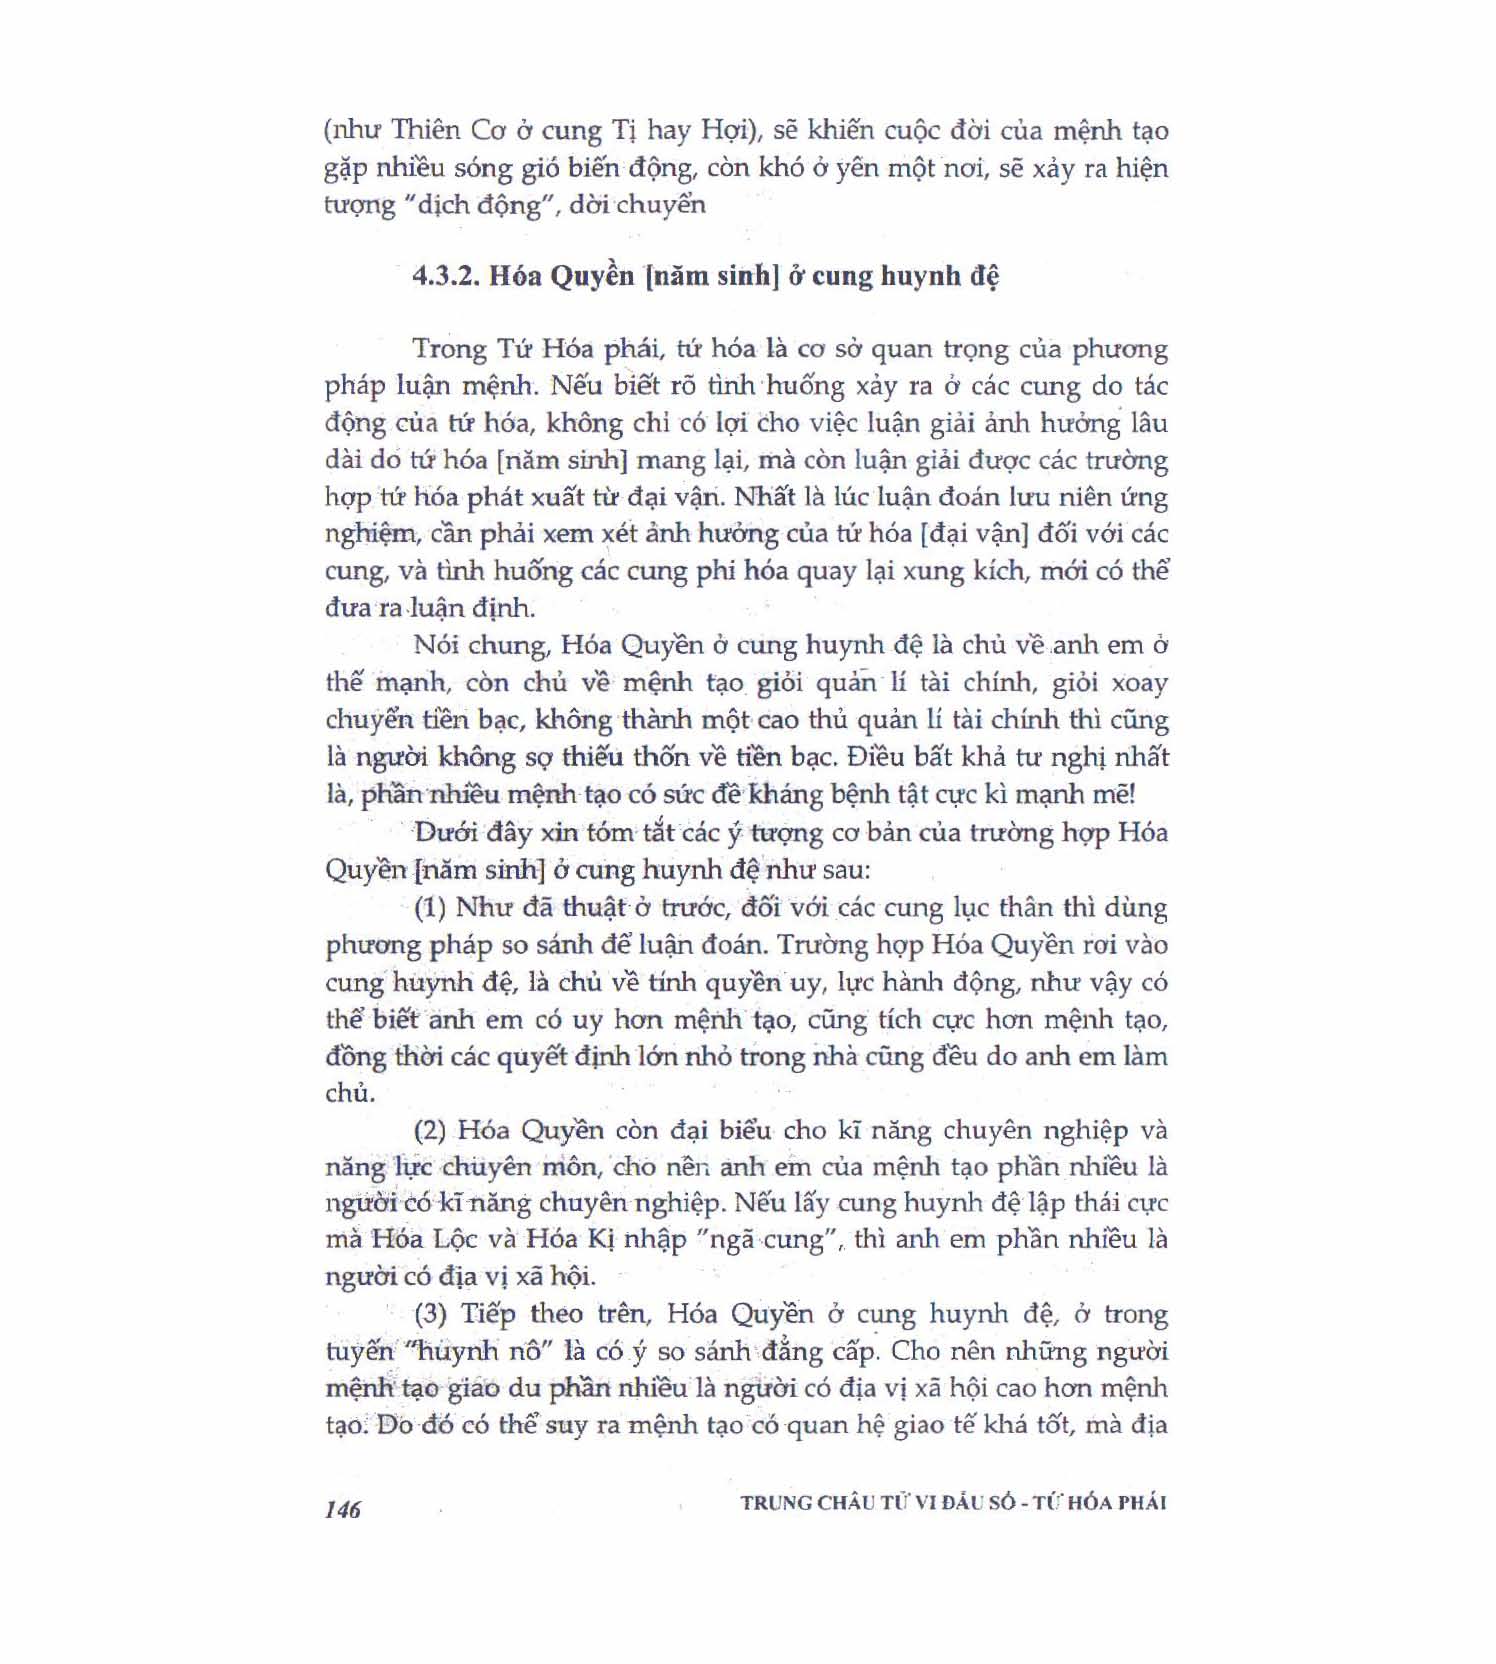 (như Thiên Cơ ở cung Tị hay Hợi), sẽ khiến cuộc đời của mệnh tạo
gặp nhiều sóng gió biến động, còn khó ở yên một nơi, sẽ xảy ra hiện
tượng "dịch động", dời chuyển
4.3.2. Hóa Quyền [năm sinh] ở cung huynh đệ
Trong Tứ Hóa phái, tứ hóa là cơ sở quan trọng của phương
pháp luận mệnh. Nếu biết rõ tình huống xảy ra ở các cung do tác
động của tứ hóa, không chỉ có lợi cho việc luận giải ảnh hưởng lâu
dài do tứ hóa [năm sinh] mang lại, mà còn luận giải được các trường
hợp tứ hóa phát xuất từ đại vận. Nhất là lúc luận đoán lưu niên ứng
nghiệm, cần phải xem xét ảnh hưởng của tứ hóa [đại vận] đối với các
cung, và tình huống các cung phi hóa quay lại xung kích, mới có thể
đưa ra luận định.
Nói chung, Hóa Quyền ở cung huynh đệ là chủ về anh em ở
thế mạnh, còn chủ về mệnh tạo giỏi quản lí tài chính, giỏi xoay
chuyển tiền bạc, không thành một cao thủ quản lí tài chính thì cũng
là người không sợ thiếu thốn về tiền bạc. Điều bất khả tư nghị nhất
là, phần nhiều mệnh tạo có sức đề kháng bệnh tật cực kì mạnh mẽ!
Dưới đây xin tóm tắt các ý tượng cơ bản của trường hợp Hóa
Quyền [năm sinh] ở cung huynh đệ như sau:
(1) Như đã thuật ở trước, đối với các cung lục thân thì dùng
phương pháp so sánh để luận đoán. Trường hợp Hóa Quyền rơi vào
cung huynh đệ, là chủ về tính quyền uy, lực hành động, như vậy có
thể biết anh em có uy hơn mệnh tạo, cũng tích cực hơn mệnh tạo,
đồng thời các quyết định lớn nhỏ trong nhà cũng đều do anh em làm
chủ.
(2) Hóa Quyền còn đại biểu cho kĩ năng chuyên nghiệp và
năng lực chuyên môn, cho nên anh em của mệnh tạo phần nhiều là
người có kĩ năng chuyên nghiệp. Nếu lấy cung huynh đệ lập thái cực
mà Hóa Lộc và Hóa Kị nhập "ngã cung", thì anh em phần nhiều là
người có địa vị xã hội.
(3) Tiếp theo trên, Hóa Quyền ở cung huynh đệ, ở trong
tuyến "huynh nô" là có ý so sánh đẳng cấp. Cho nên những người
mệnh tạo giáo du phần nhiều là người có địa vị xã hội cao hơn mệnh
tạo. Do đó có thể suy ra mệnh tạo có quan hệ giao tế khá tốt, mà địa
146
TRUNG CHÂU TỬ VI ĐẨU SỐ - TỨ HÓA PHÁI